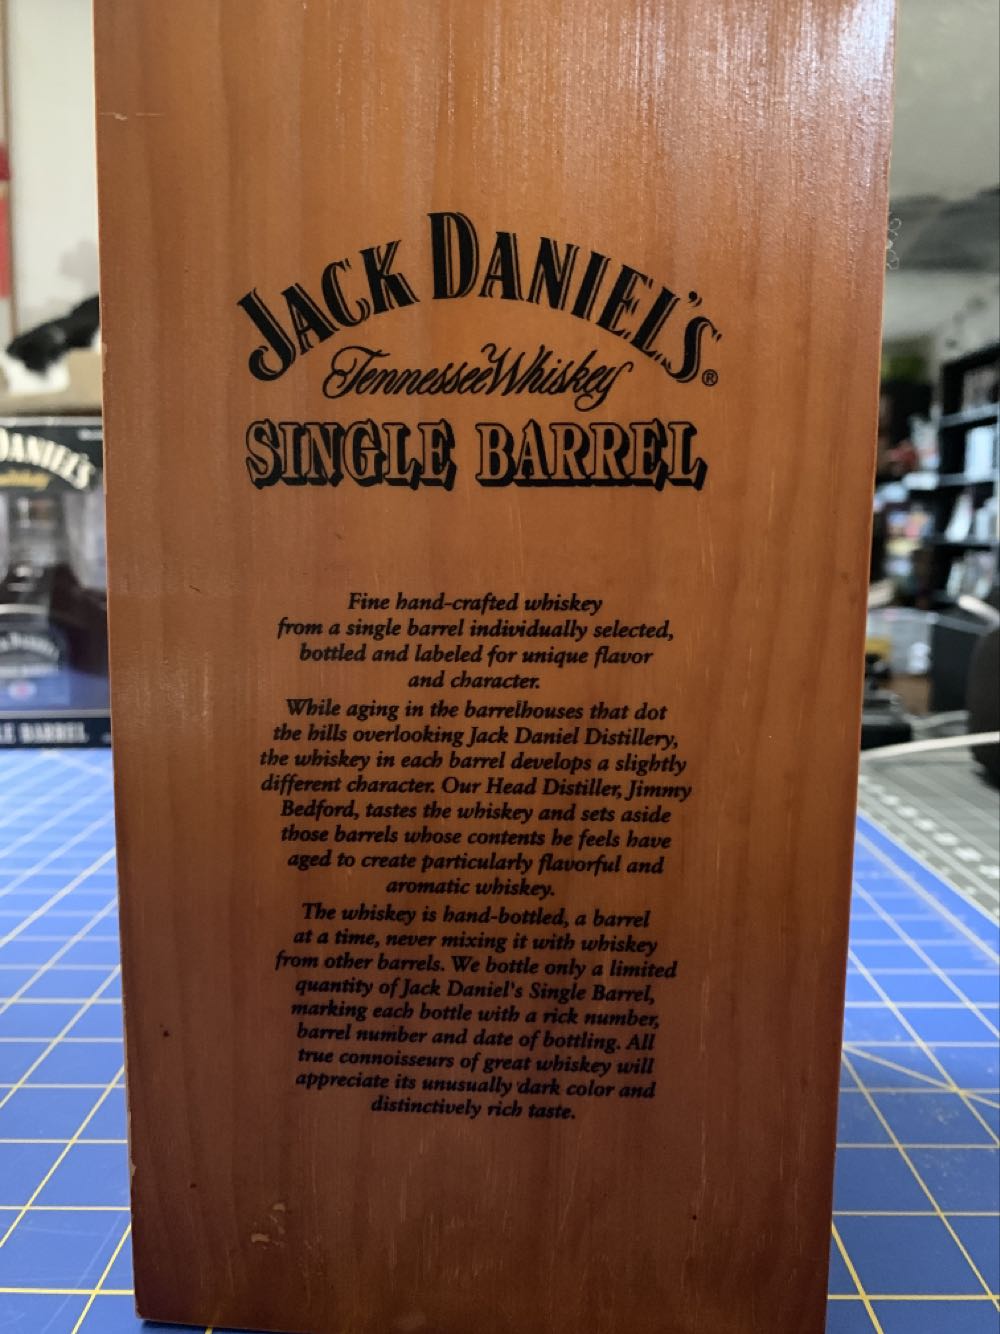 JACK DANIEL'S®
Tennessee Whiskey
SINGLE BARREL
Fine hand-crafted whiskey
from a single barrel individually selected,
bottled and labeled for unique flavor
and character.
While aging in the barrelhouses that dot
the hills overlooking Jack Daniel Distillery,
the whiskey in each barrel develops a slightly
different character. Our Head Distiller, Jimmy
Bedford, tastes the whiskey and sets aside
those barrels whose contents he feels have
aged to create particularly flavorful and
aromatic whiskey.
The whiskey is hand-bottled, a barrel
at a time, never mixing it with whiskey
from other barrels. We bottle only a limited
quantity of Jack Daniel's Single Barrel,
marking each bottle with a rick number,
barrel number and date of bottling. All
true connoisseurs of great whiskey will
appreciate its unusually dark color and
distinctively rich taste.
DANIEL'S
LE BARREL